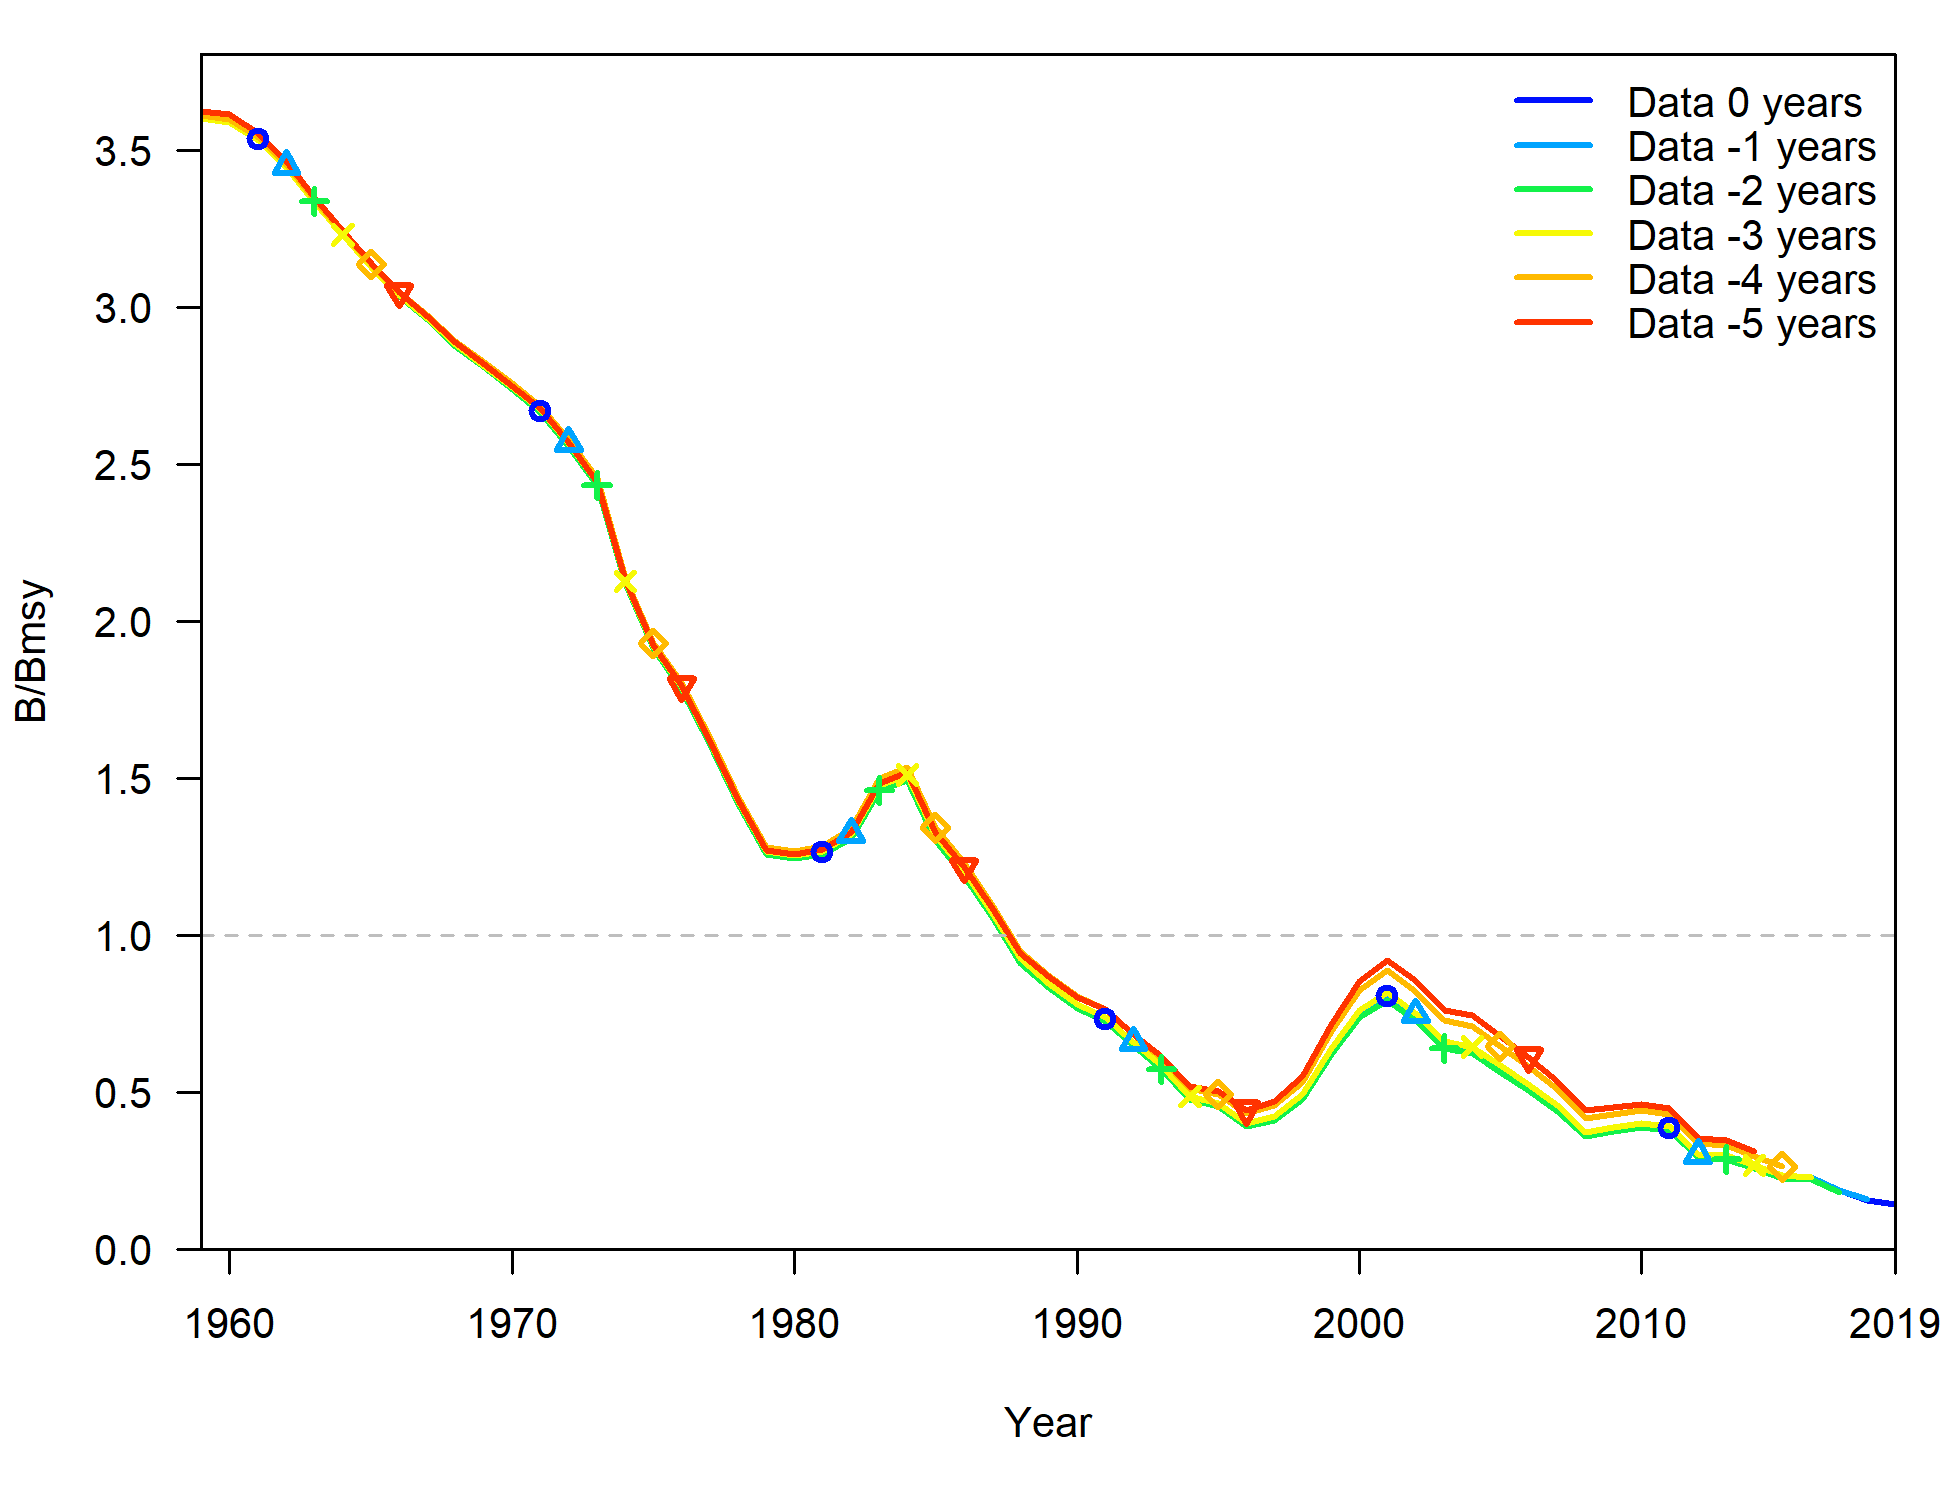 Data 0 years
Data -1 years
Data -2 years
Data -3 years
Data -4 years
Data -5 years
3.5
3.0
2.5
2.0
1.5
1.0
0.5
0.0
B/Bmsy
1960 1970 1980 1990 2000 2010 2019
Year